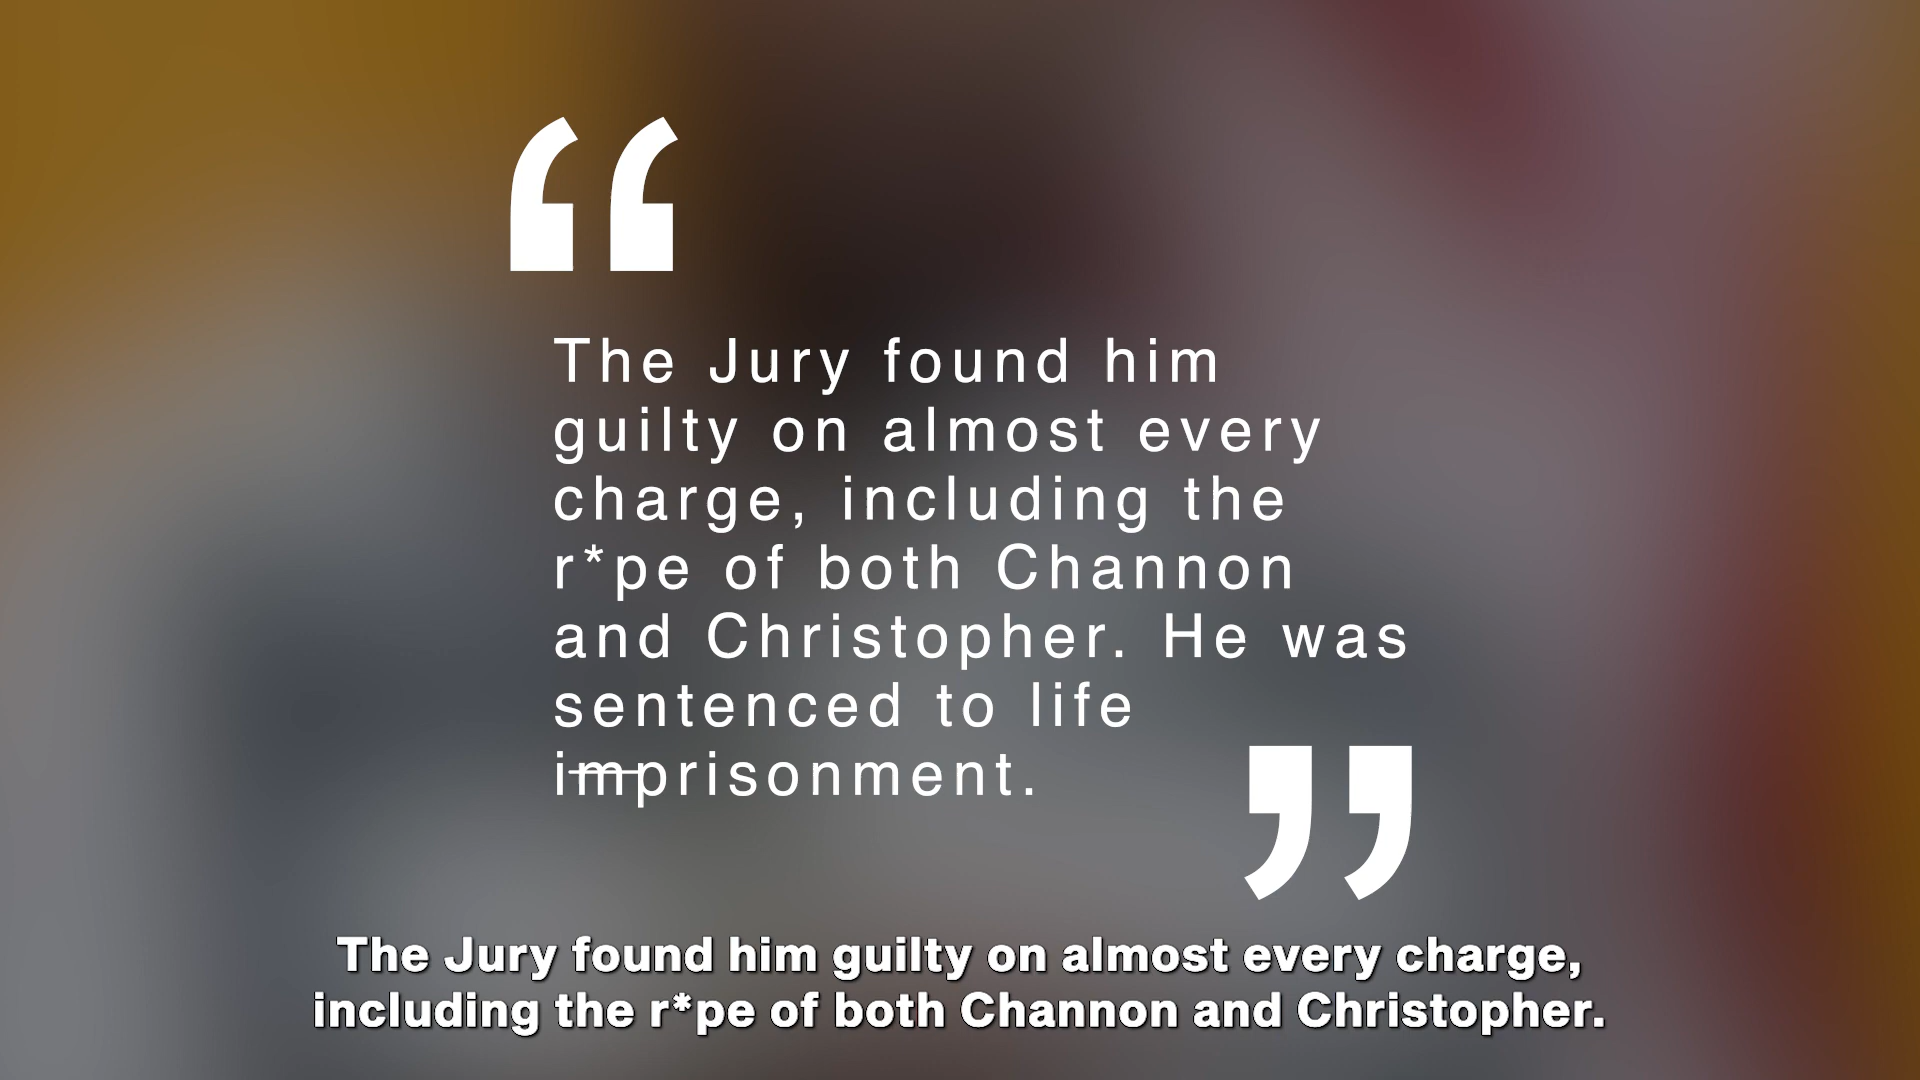 “
The Jury found him
guilty on almost every
charge, including the
r*pe of both Channon
and Christopher. He was
sentenced to life
imprisonment.
”
The Jury found him guilty on almost every charge,
including the r*pe of both Channon and Christopher.